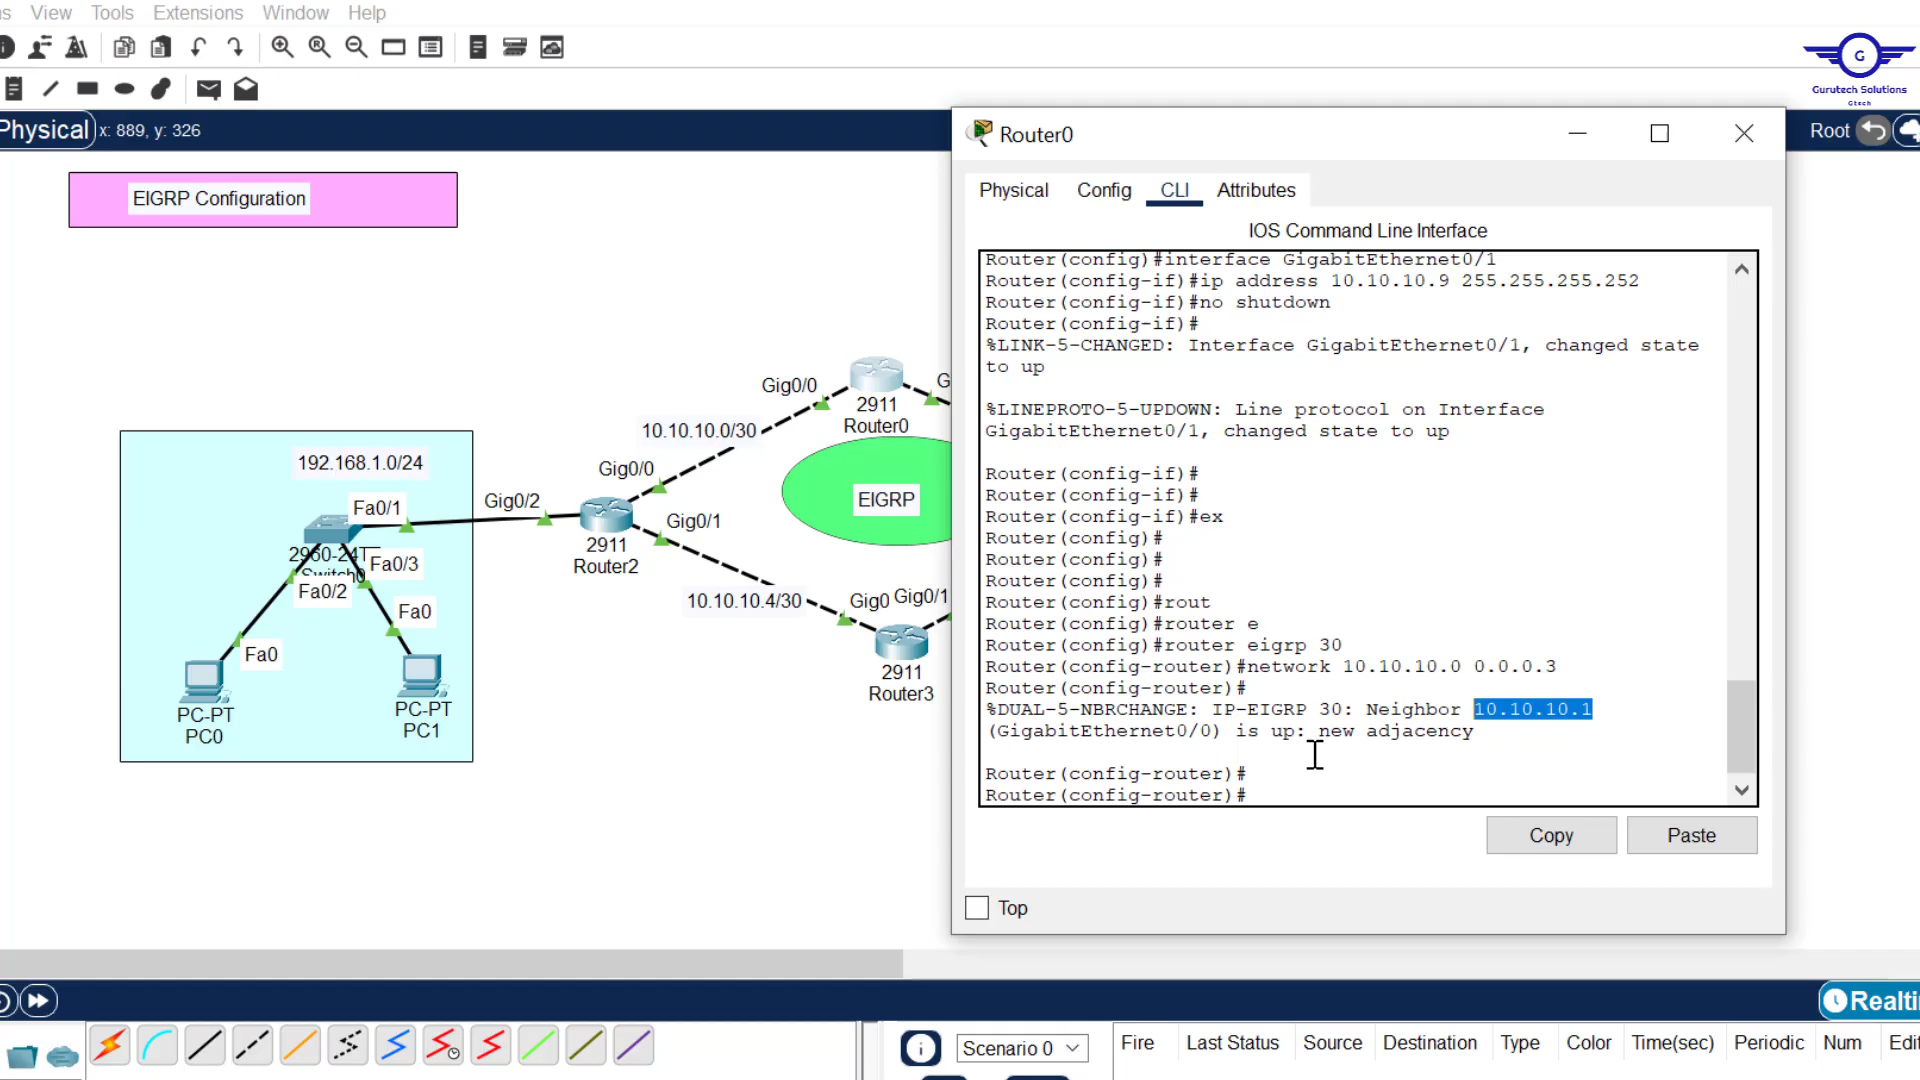 View Tools Extensions Window Help
G
Gurutech Solutions
Gtech
Physical x: 889, y: 326
Root
EIGRP Configuration
Router0
Physical Config CLI Attributes
IOS Command Line Interface
Router(config)#interface GigabitEthernet0/1
Router(config-if)#ip address 10.10.10.9 255.255.255.252
Router(config-if)#no shutdown
Router(config-if)#
%LINK-5-CHANGED: Interface GigabitEthernet0/1, changed state
to up
%LINEPROTO-5-UPDOWN: Line protocol on Interface
GigabitEthernet0/1, changed state to up
Router(config-if)#
Router(config-if)#
Router(config-if)#ex
Router(config)#
Router(config)#
Router(config)#
Router(config)#rout
Router(config)#router e
Router(config)#router eigrp 30
Router(config-router)#network 10.10.10.0 0.0.0.3
Router(config-router)#
%DUAL-5-NBRCHANGE: IP-EIGRP 30: Neighbor 10.10.10.1
(GigabitEthernet0/0) is up: new adjacency
Router(config-router)#
Router(config-router)#
Copy Paste
Top
Gig0/0
G
2911
Router0
10.10.10.0/30
Gig0/0
EIGRP
192.168.1.0/24
Fa0/1
Gig0/2
Gig0/1
2911
Router2
2960-24T
Switch0
Fa0/3
Fa0/2
Fa0
Fa0
10.10.10.4/30
Gig0 Gig0/1
2911
Router3
PC-PT
PC0
PC-PT
PC1
Realti
Scenario 0
Fire Last Status Source Destination Type Color Time(sec) Periodic Num Edi